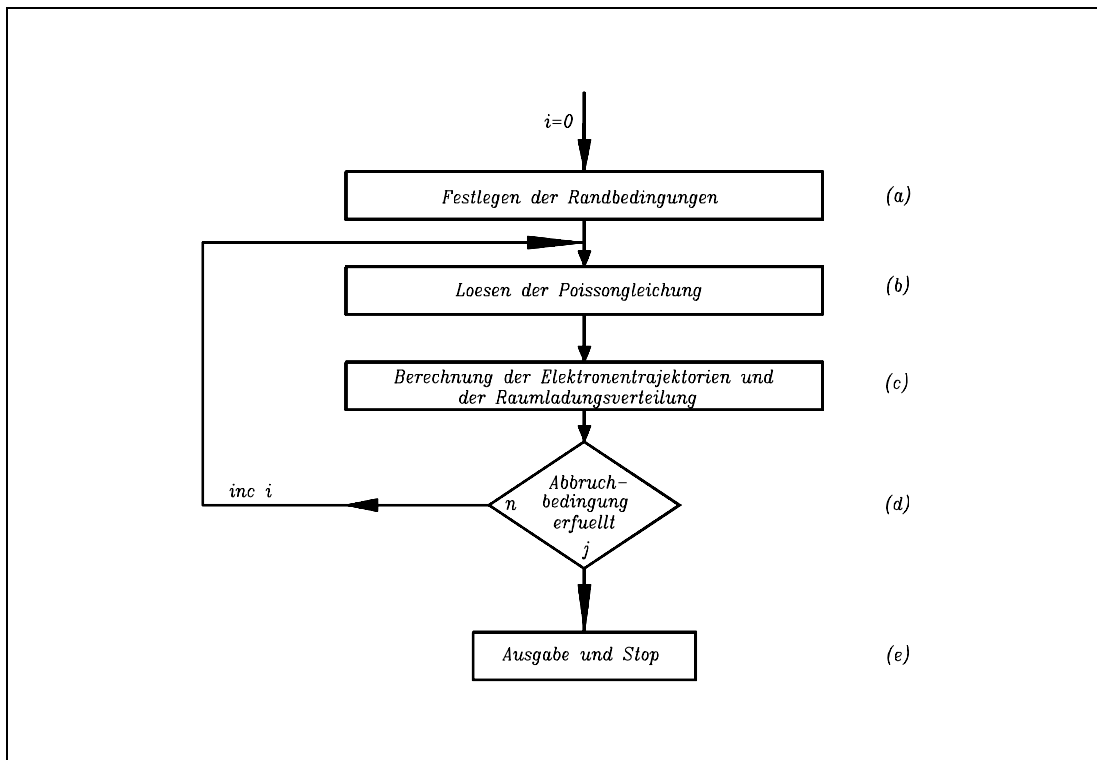 i=0
Festlegen der Randbedingungen
(a)
Loesen der Poissongleichung
(b)
Berechnung der Elektronentrajektorien und
der Raumladungsverteilung
(c)
Abbruch-
bedingung
erfuellt
n
j
inc i
(d)
Ausgabe und Stop
(e)